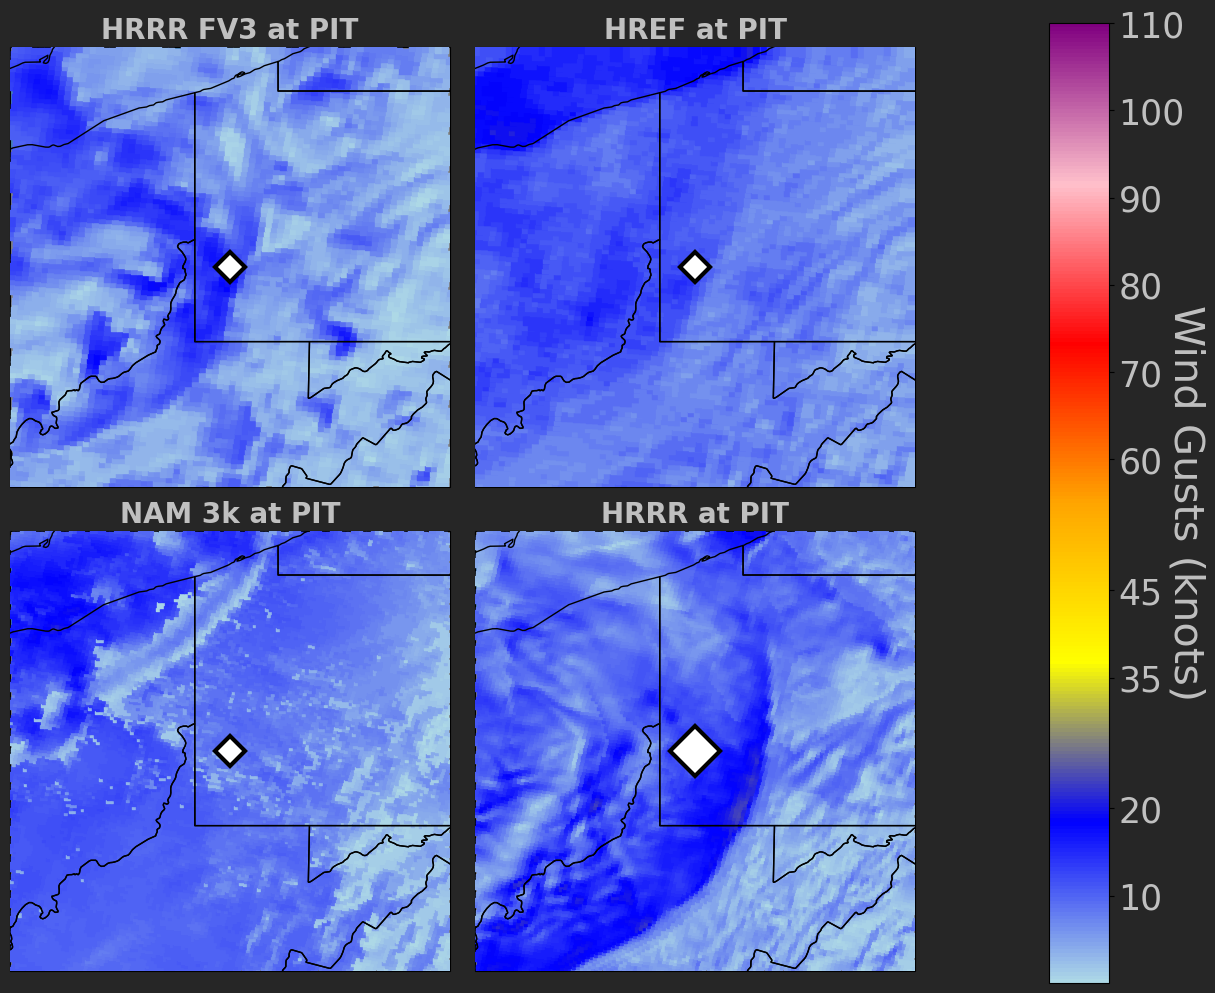 HRRR FV3 at PIT
HREF at PIT
NAM 3k at PIT
HRRR at PIT
110
100
90
80
70
60
45
35
20
10
Wind Gusts (knots)